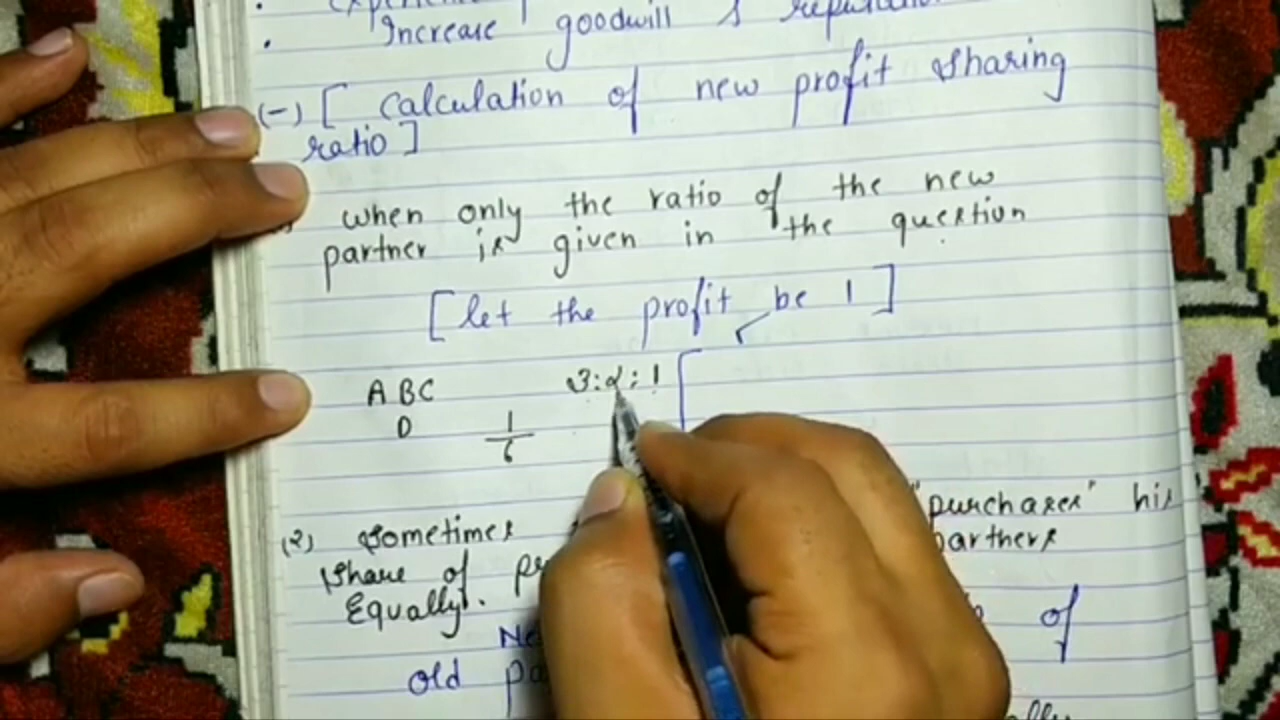 Increase goodwill &
(-) [ Calculation of new profit sharing
ratio ]
when only the ratio of the new
partner is given in the question
[ let the profit be 1 ]
A B C 3:2:1
D 1/6
(2) Sometimes "purchases" his
share of partners
Equally.
of
old